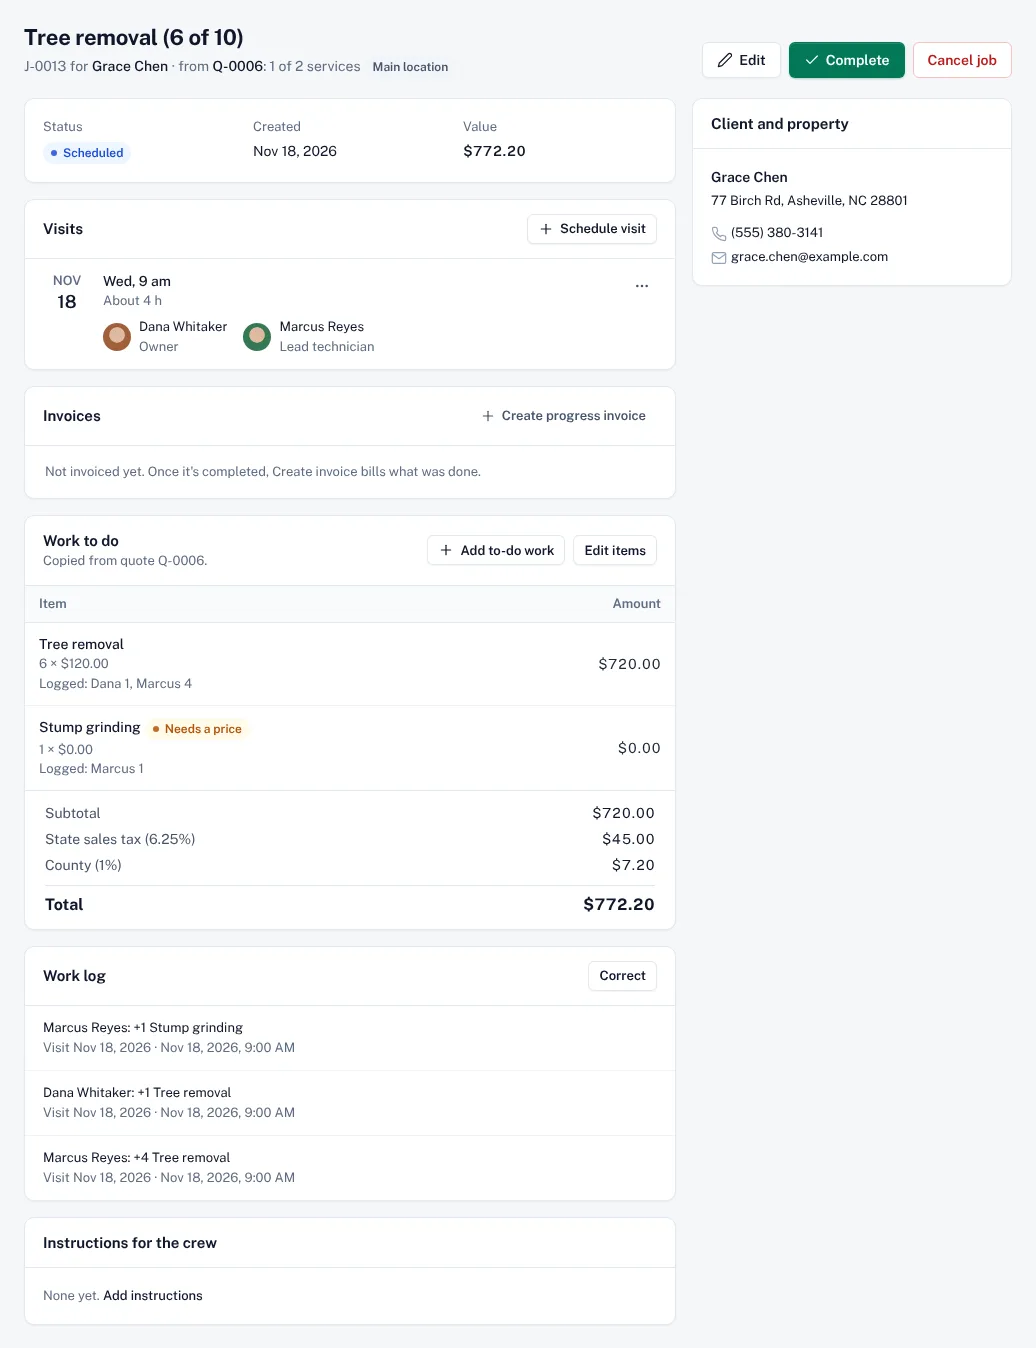 Tree removal (6 of 10)
J-0013 for Grace Chen · from Q-0006: 1 of 2 services Main location
Edit
Complete
Cancel job
Status
Scheduled
Created
Nov 18, 2026
Value
$772.20
Client and property
Grace Chen
77 Birch Rd, Asheville, NC 28801
(555) 380-3141
grace.chen@example.com
Visits
+ Schedule visit
NOV
18
Wed, 9 am
About 4 h
...
Dana Whitaker
Owner
Marcus Reyes
Lead technician
Invoices
+ Create progress invoice
Not invoiced yet. Once it's completed, Create invoice bills what was done.
Work to do
Copied from quote Q-0006.
+ Add to-do work
Edit items
Item Amount
Tree removal
6 × $120.00
Logged: Dana 1, Marcus 4
$720.00
Stump grinding Needs a price
1 × $0.00
Logged: Marcus 1
$0.00
Subtotal $720.00
State sales tax (6.25%) $45.00
County (1%) $7.20
Total $772.20
Work log
Correct
Marcus Reyes: +1 Stump grinding
Visit Nov 18, 2026 · Nov 18, 2026, 9:00 AM
Dana Whitaker: +1 Tree removal
Visit Nov 18, 2026 · Nov 18, 2026, 9:00 AM
Marcus Reyes: +4 Tree removal
Visit Nov 18, 2026 · Nov 18, 2026, 9:00 AM
Instructions for the crew
None yet. Add instructions